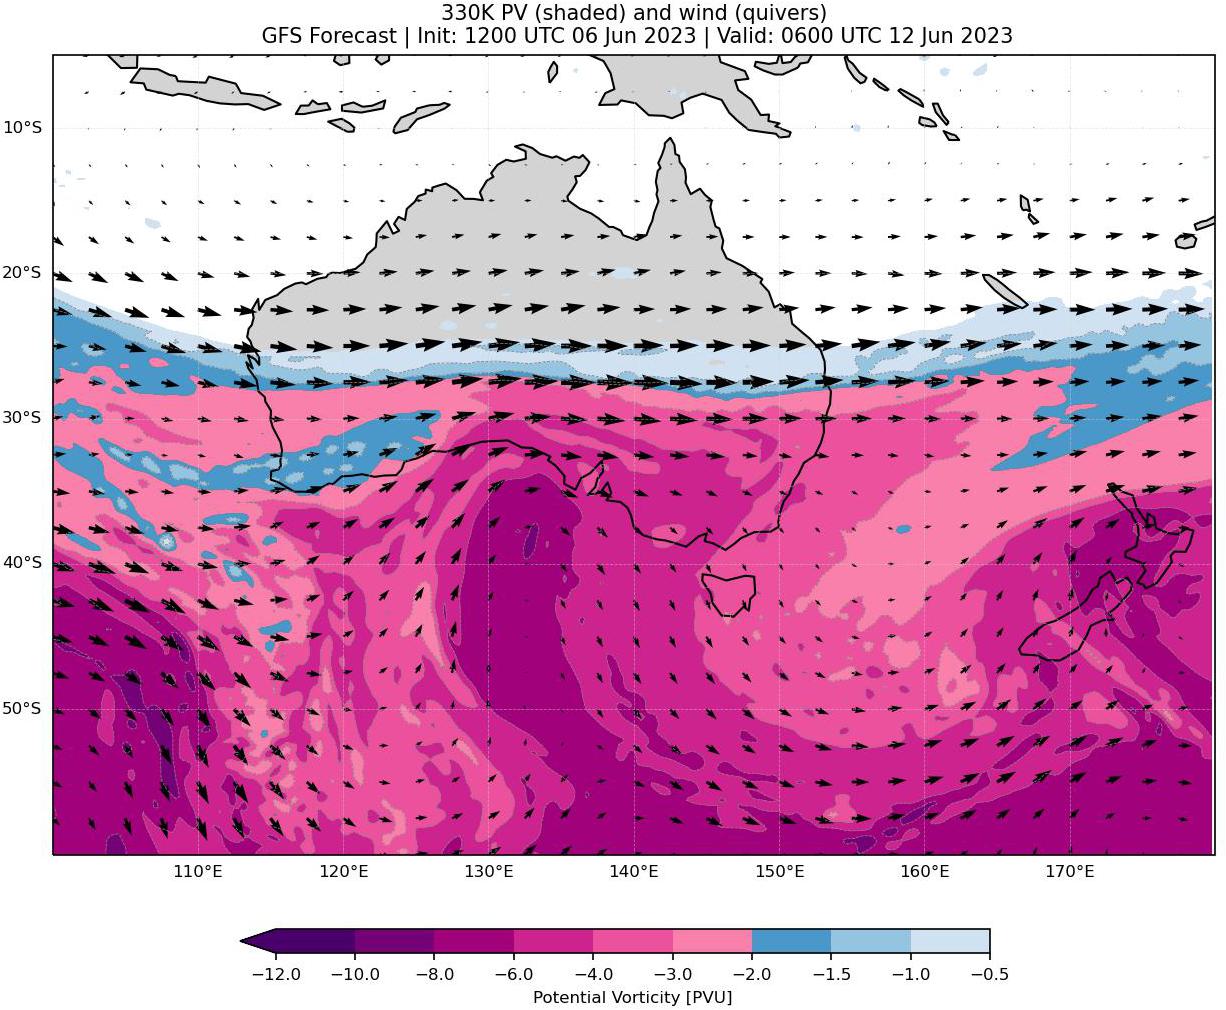 330K PV (shaded) and wind (quivers)
GFS Forecast | Init: 1200 UTC 06 Jun 2023 | Valid: 0600 UTC 12 Jun 2023
10°S
20°S
30°S
40°S
50°S
110°E 120°E 130°E 140°E 150°E 160°E 170°E
−12.0 −10.0 −8.0 −6.0 −4.0 −3.0 −2.0 −1.5 −1.0 −0.5
Potential Vorticity [PVU]